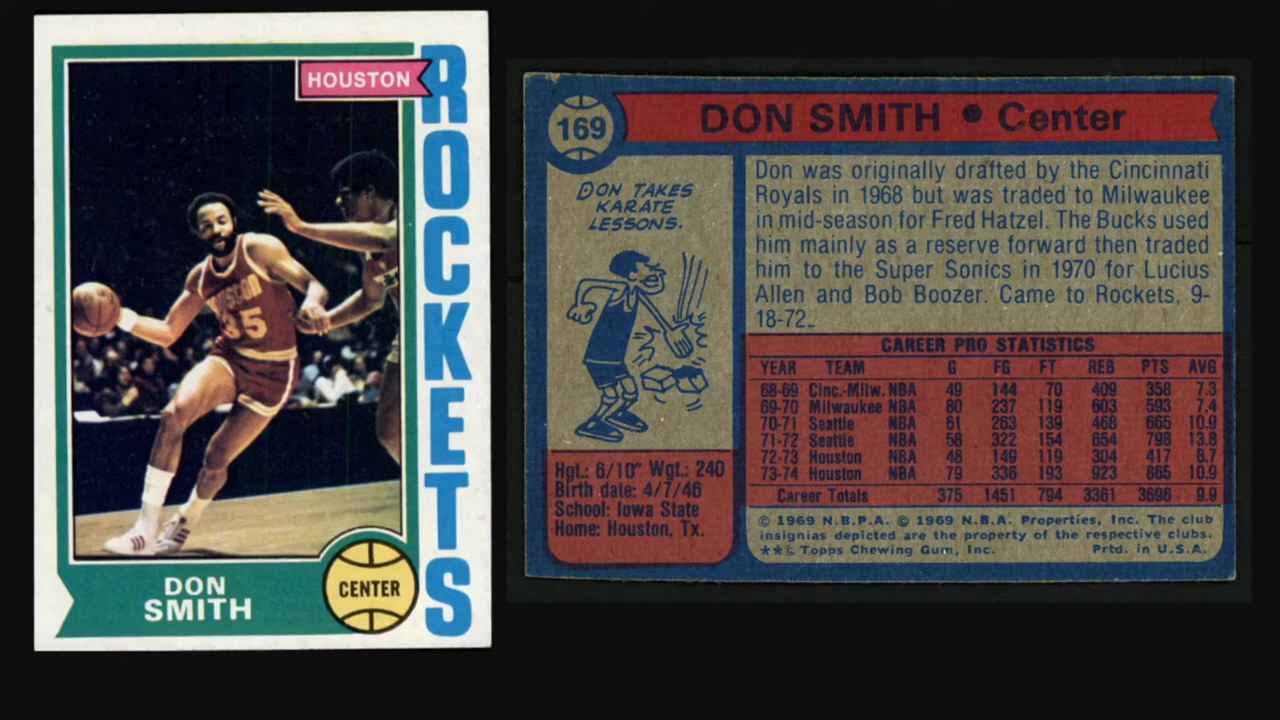 HOUSTON
ROCKETS
HOUSTON
35
DON
SMITH
CENTER
169
DON SMITH • Center
DON TAKES
KARATE
LESSONS.
Don was originally drafted by the Cincinnati
Royals in 1968 but was traded to Milwaukee
in mid-season for Fred Hatzel. The Bucks used
him mainly as a reserve forward then traded
him to the Super Sonics in 1970 for Lucius
Allen and Bob Boozer. Came to Rockets, 9-
18-72.
CAREER PRO STATISTICS
YEAR TEAM G FG FT REB PTS AVG
68-69 Cinc.-Milw. NBA 49 144 70 409 358 7.3
69-70 Milwaukee NBA 80 237 119 603 593 7.4
70-71 Seattle NBA 61 263 139 468 665 10.9
71-72 Seattle NBA 58 322 154 654 798 13.8
72-73 Houston NBA 48 149 119 304 417 8.7
73-74 Houston NBA 79 336 193 923 865 10.9
Career Totals 375 1451 794 3361 3696 9.9
Hgt.: 6/10" Wgt.: 240
Birth date: 4/7/46
School: Iowa State
Home: Houston, Tx.
© 1969 N.B.P.A. © 1969 N.B.A. Properties, Inc. The club
insignias depicted are the property of the respective clubs.
**© Topps Chewing Gum, Inc. Prtd. in U.S.A.